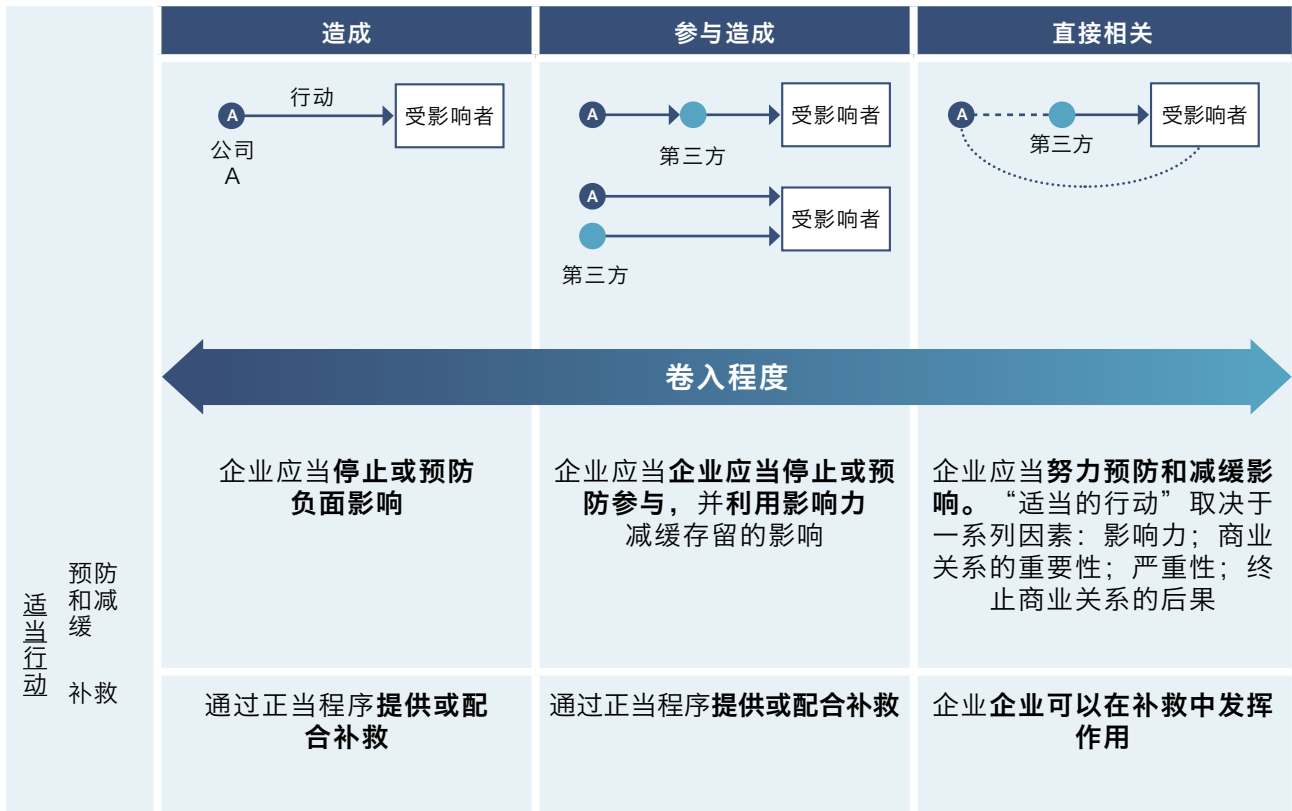 造成
参与造成
直接相关
A
行动
受影响者
公司
A
A
受影响者
第三方
A
受影响者
第三方
A
受影响者
第三方
卷入程度
适当行动
预防
和减
缓
企业应当停止或预防
负面影响
企业应当企业应当停止或预
防参与，并利用影响力
减缓存留的影响
企业应当努力预防和减缓影
响。“适当的行动”取决于
一系列因素：影响力；商业
关系的重要性；严重性；终
止商业关系的后果
补救
通过正当程序提供或配
合补救
通过正当程序提供或配合补救
企业企业可以在补救中发挥
作用